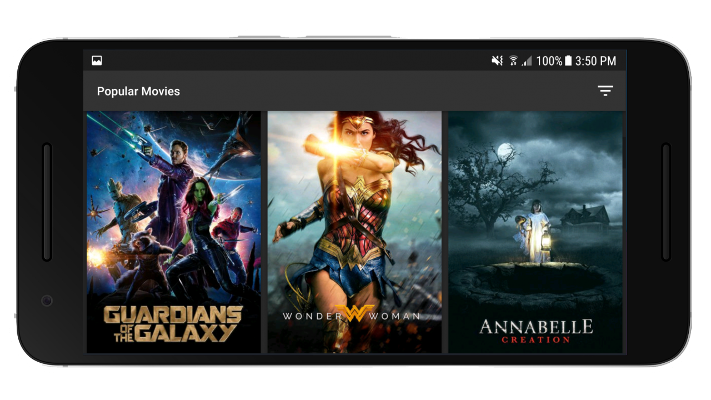 100% 3:50 PM
Popular Movies
GUARDIANS
OF THE GALAXY
WONDER WOMAN
ANNABELLE
CREATION